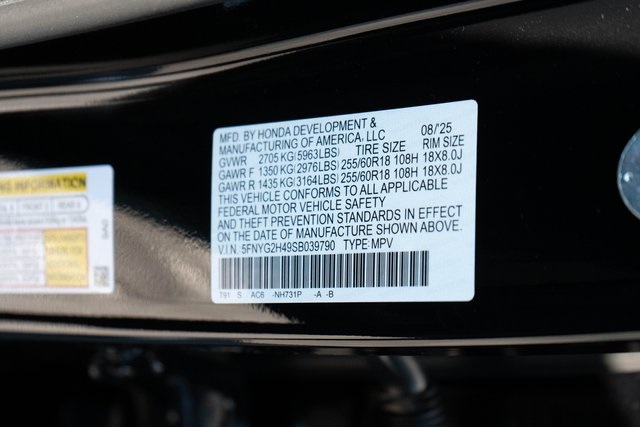 MFD. BY HONDA DEVELOPMENT &
MANUFACTURING OF AMERICA, LLC 08/'25
GVWR 2705 KG(5963LBS) TIRE SIZE RIM SIZE
GAWR F 1350 KG(2976LBS) 255/60R18 108H 18X8.0J
GAWR R 1435 KG(3164LBS) 255/60R18 108H 18X8.0J
THIS VEHICLE CONFORMS TO ALL APPLICABLE
FEDERAL MOTOR VEHICLE SAFETY
AND THEFT PREVENTION STANDARDS IN EFFECT
ON THE DATE OF MANUFACTURE SHOWN ABOVE.
V.I.N. 5FNYG2H49SB039790 TYPE: MPV
T91 S AC6 -NH731P -A -B
INFORMATION